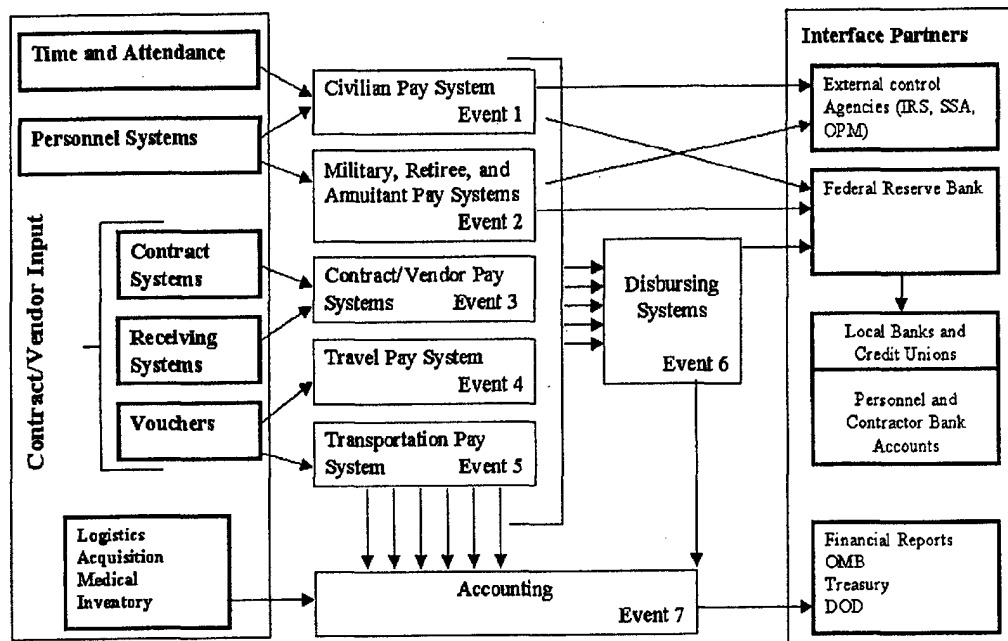 Contract/Vendor Input
Time and Attendance
Personnel Systems
Contract
Systems
Receiving
Systems
Vouchers
Logistics
Acquisition
Medical
Inventory
Civilian Pay System
Event 1
Military, Retiree, and
Annuitant Pay Systems
Event 2
Contract/Vendor Pay
Systems Event 3
Travel Pay System
Event 4
Transportation Pay
System Event 5
Disbursing
Systems
Event 6
Accounting
Event 7
Interface Partners
External control
Agencies (IRS, SSA,
OPM)
Federal Reserve Bank
Local Banks and
Credit Unions
Personnel and
Contractor Bank
Accounts
Financial Reports
OMB
Treasury
DOD